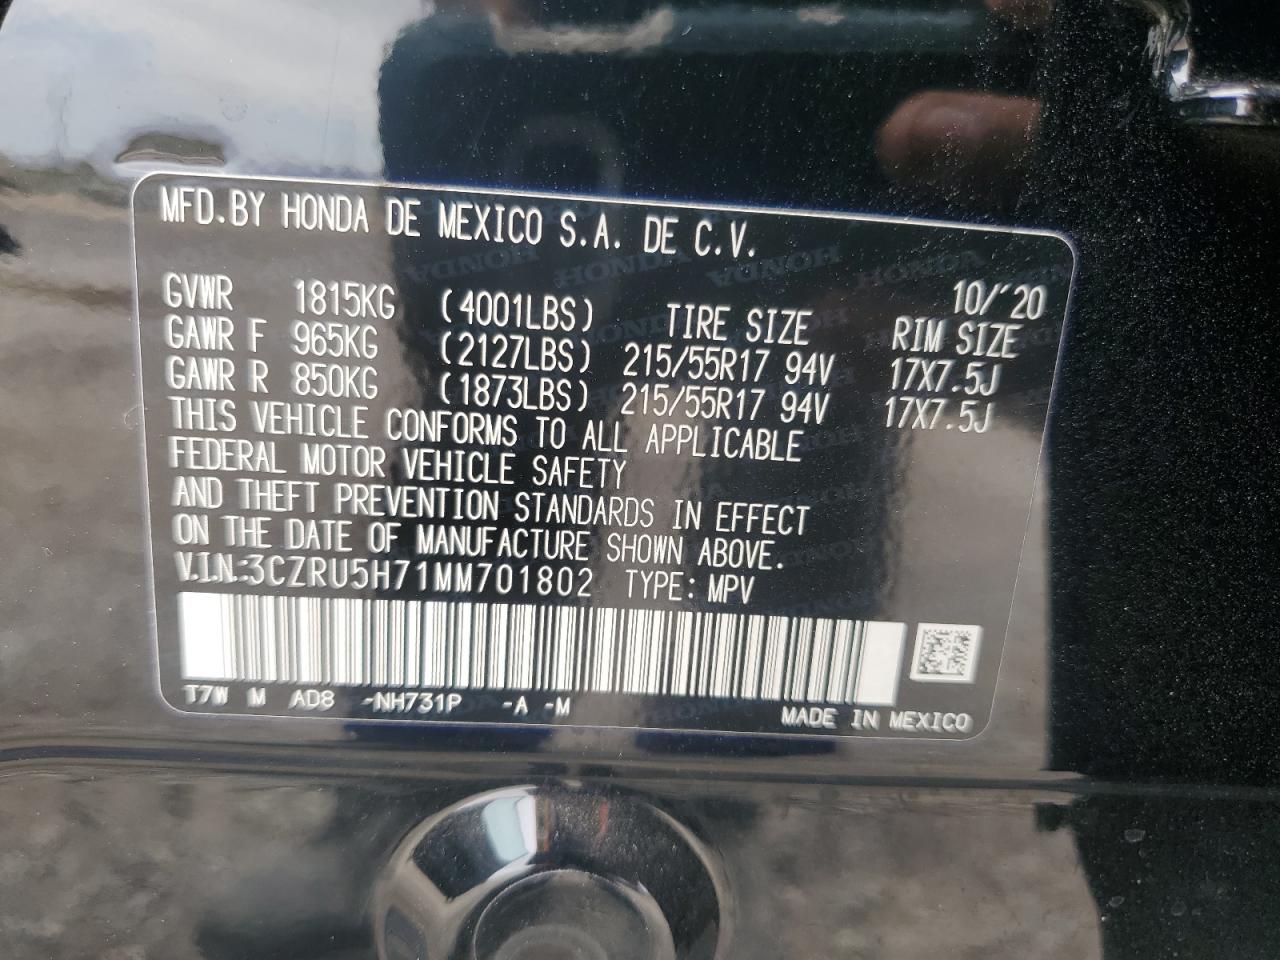 MFD.BY HONDA DE MEXICO S.A. DE C.V.
10/'20
GVWR 1815KG (4001LBS) TIRE SIZE RIM SIZE
GAWR F 965KG (2127LBS) 215/55R17 94V 17X7.5J
GAWR R 850KG (1873LBS) 215/55R17 94V 17X7.5J
THIS VEHICLE CONFORMS TO ALL APPLICABLE
FEDERAL MOTOR VEHICLE SAFETY
AND THEFT PREVENTION STANDARDS IN EFFECT
ON THE DATE OF MANUFACTURE SHOWN ABOVE.
V.I.N.:3CZRU5H71MM701802 TYPE: MPV
T7W M AD8 -NH731P -A -M
MADE IN MEXICO